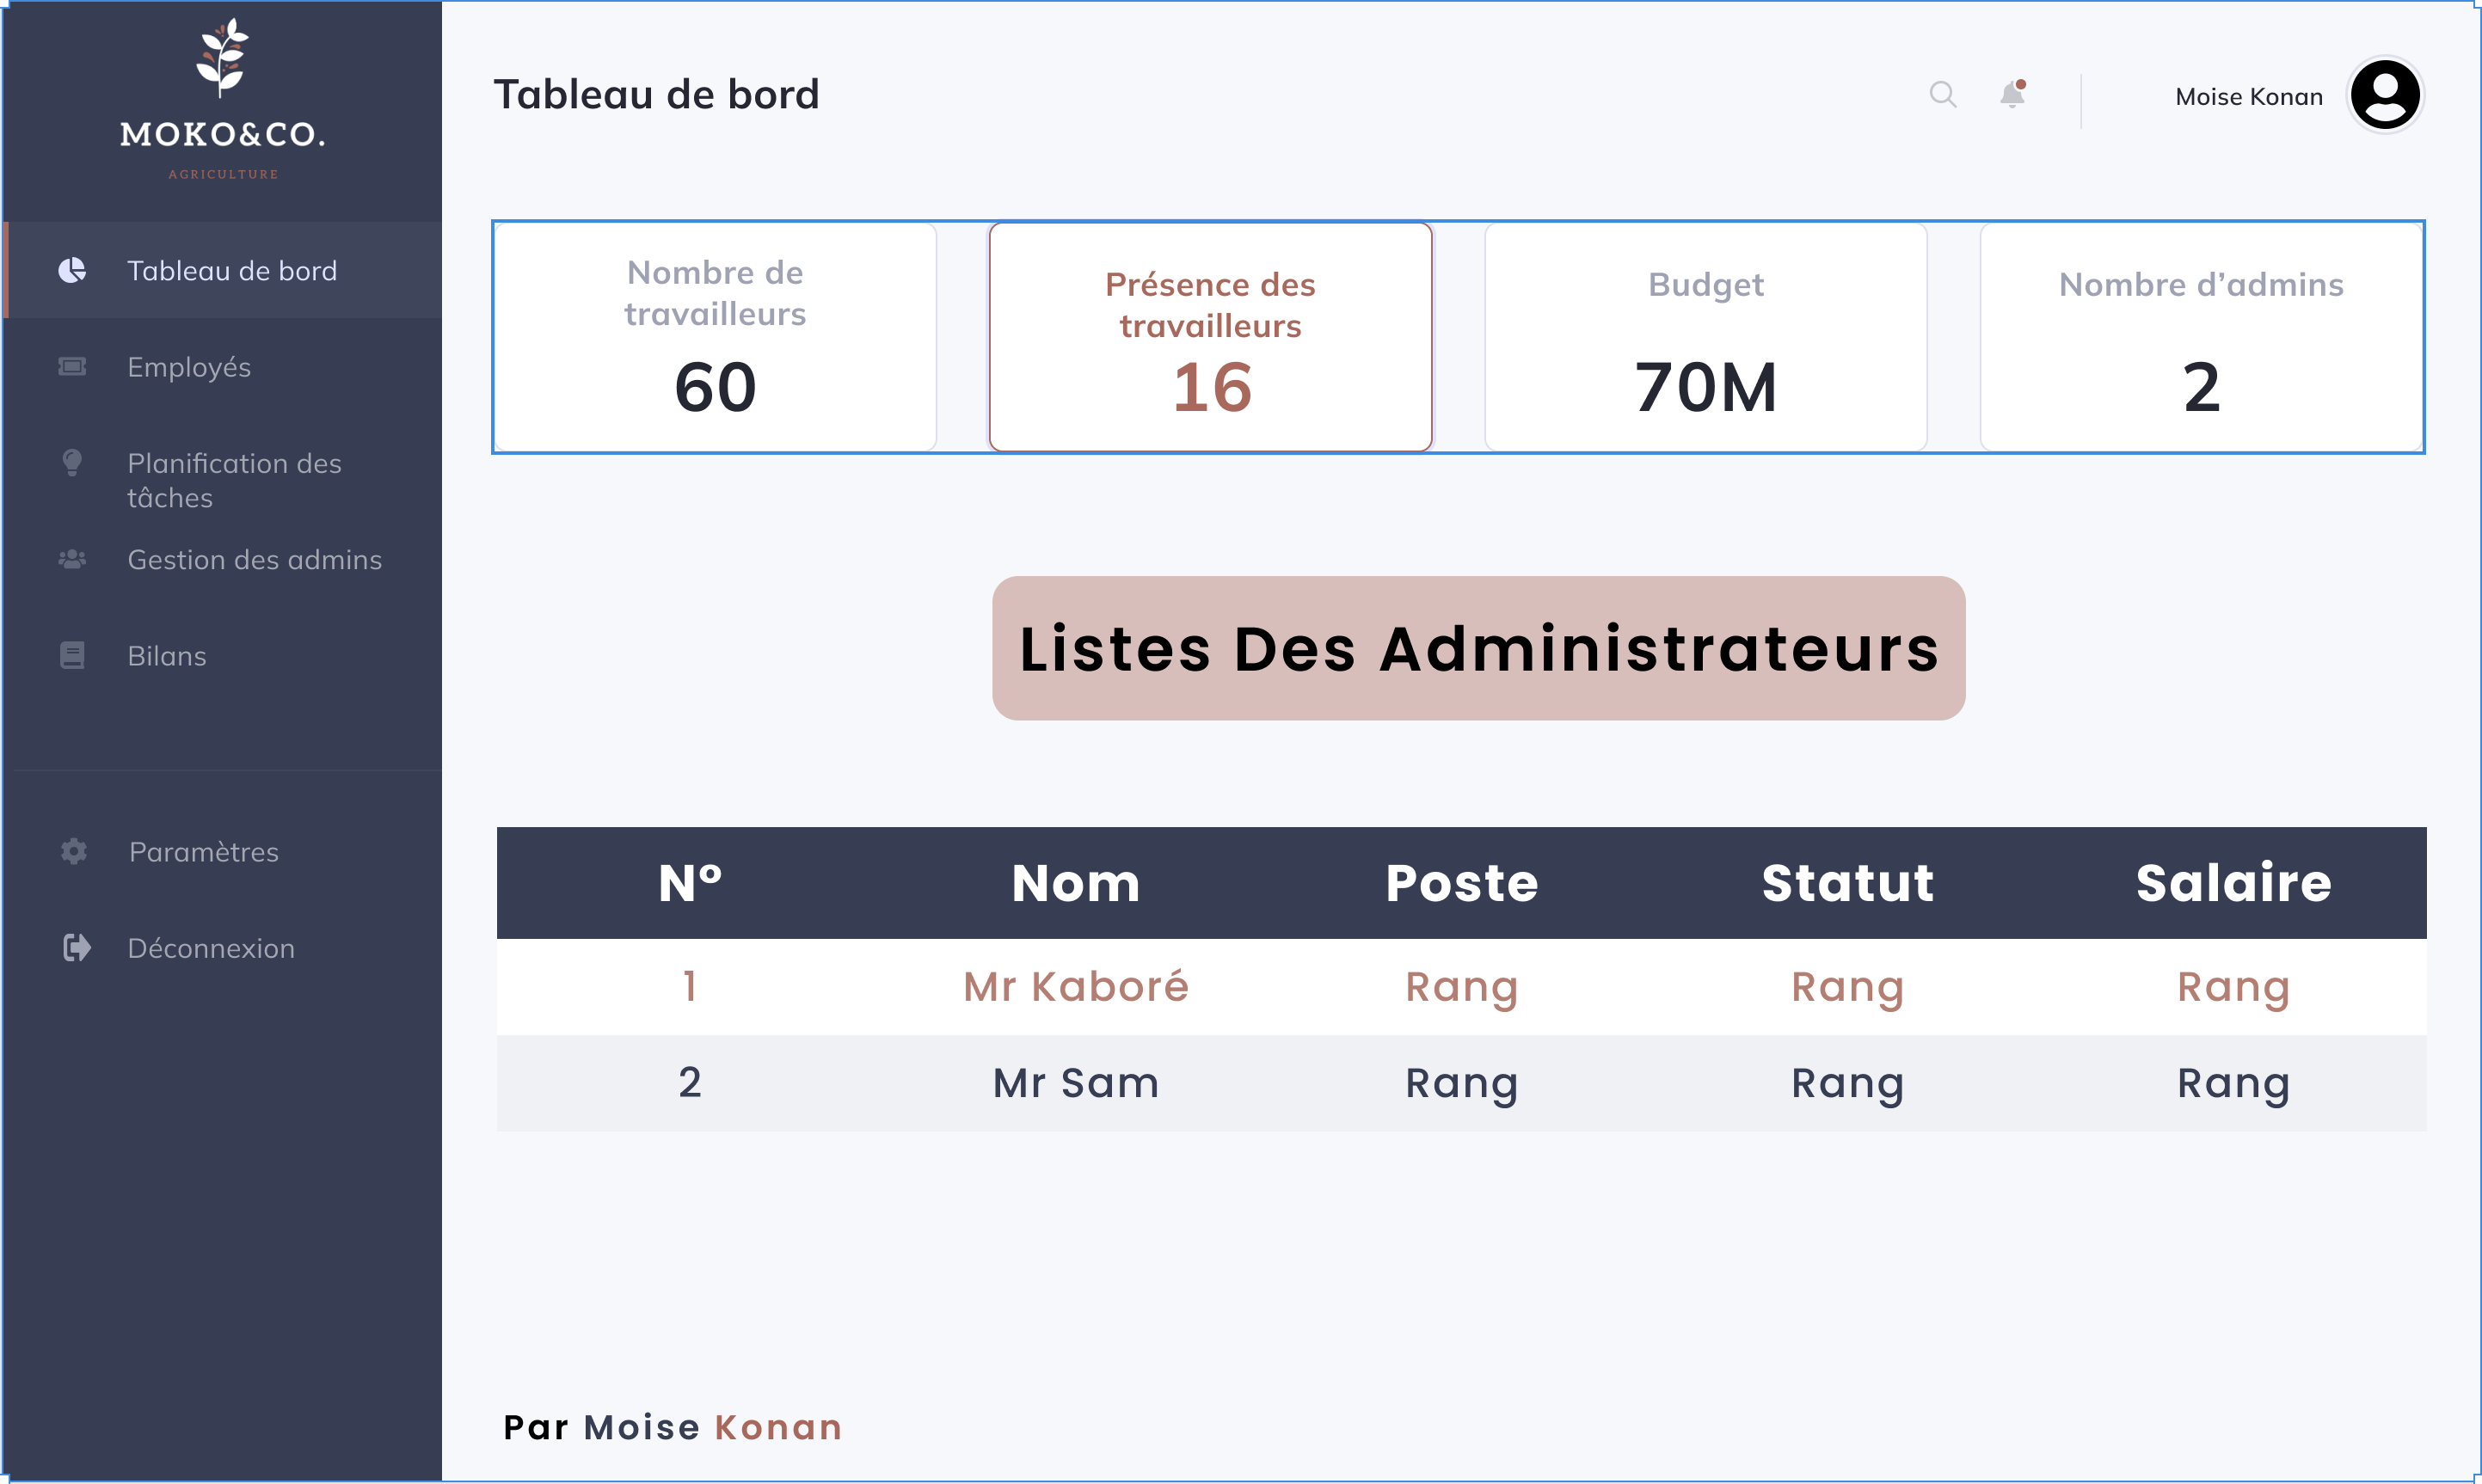 MOKO&CO.
AGRICULTURE
Tableau de bord
Employés
Planification des
tâches
Gestion des admins
Bilans
Paramètres
Déconnexion
Tableau de bord
Moise Konan
Nombre de
travailleurs
60
Présence des
travailleurs
16
Budget
70M
Nombre d’admins
2
Listes Des Administrateurs
Nº Nom Poste Statut Salaire
1 Mr Kaboré Rang Rang Rang
2 Mr Sam Rang Rang Rang
Par Moise Konan